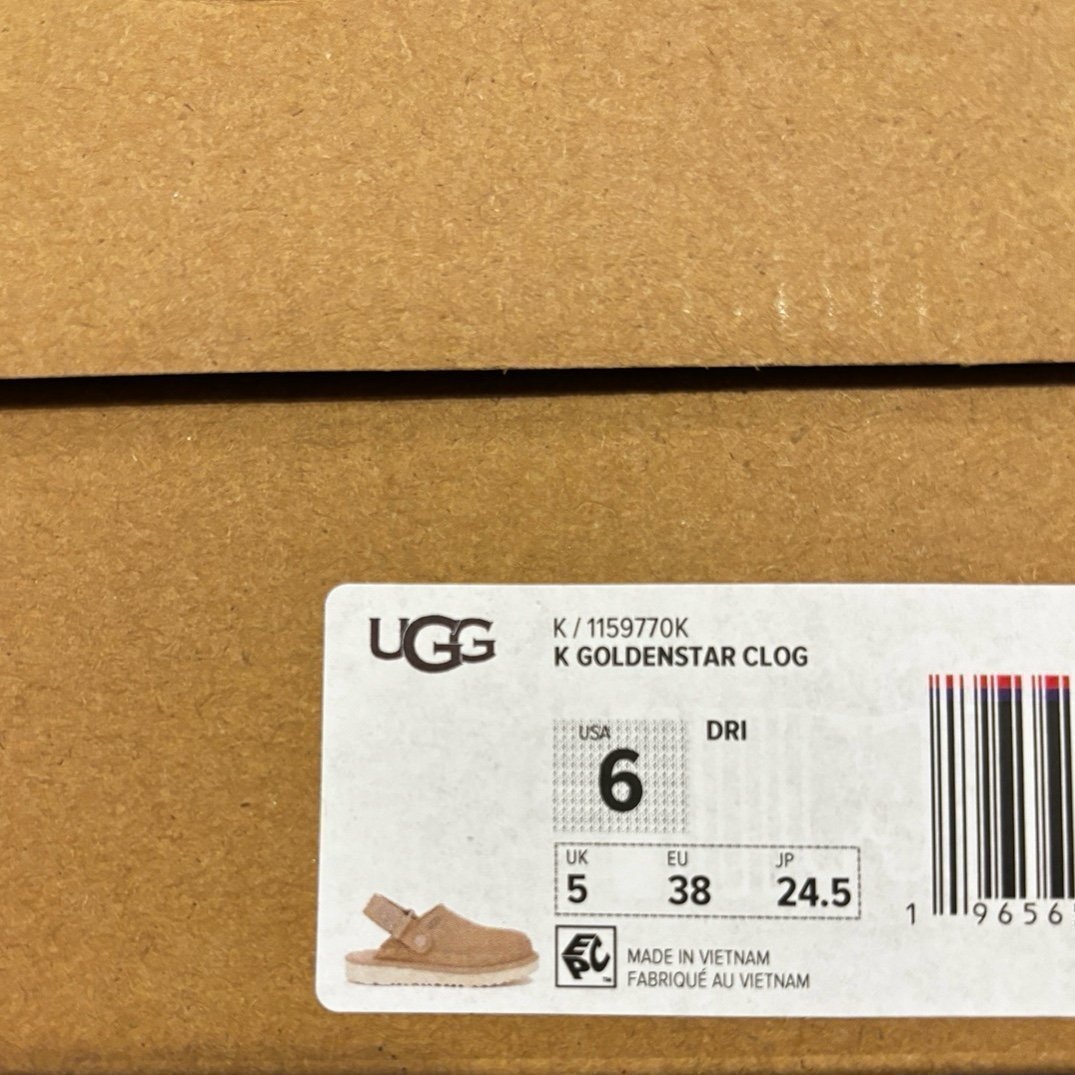 UGG
K / 1159770K
K GOLDENSTAR CLOG
USA
6
DRI
UK EU JP
5 38 24.5
1 9656
EPC™
MADE IN VIETNAM
FABRIQUÉ AU VIETNAM